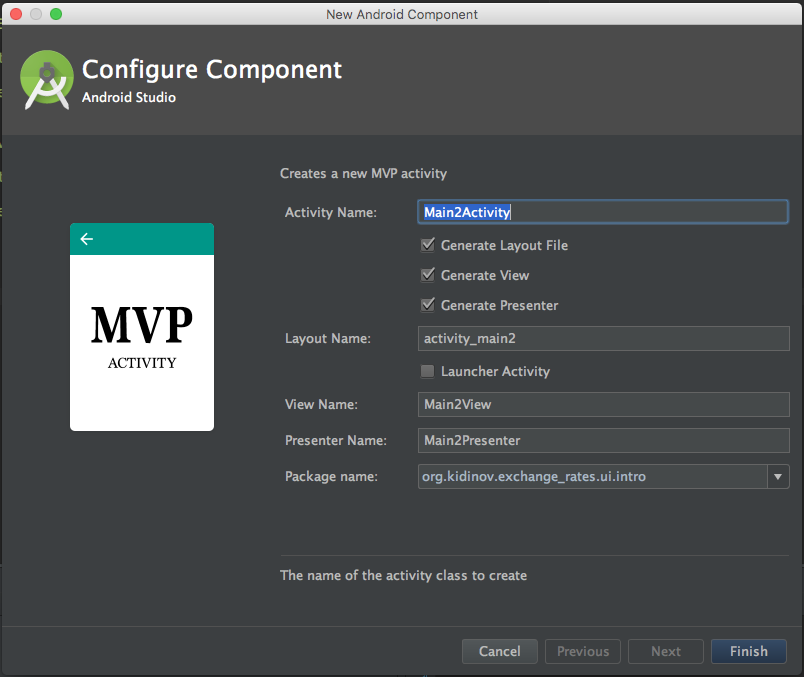 New Android Component
Configure Component
Android Studio
Creates a new MVP activity
Activity Name: Main2Activity
Generate Layout File
Generate View
Generate Presenter
Layout Name: activity_main2
Launcher Activity
View Name: Main2View
Presenter Name: Main2Presenter
Package name: org.kidinov.exchange_rates.ui.intro
MVP
ACTIVITY
The name of the activity class to create
Cancel Previous Next Finish